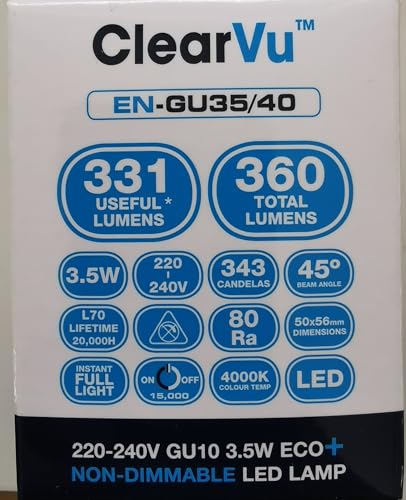 ClearVu™
EN-GU35/40
331
USEFUL*
LUMENS
360
TOTAL
LUMENS
3.5W
220
-
240V
343
CANDELAS
45°
BEAM ANGLE
L70
LIFETIME
20,000H
80
Ra
50x56mm
DIMENSIONS
INSTANT
FULL
LIGHT
ON OFF
15,000
4000K
COLOUR TEMP
LED
220-240V GU10 3.5W ECO+
NON-DIMMABLE LED LAMP